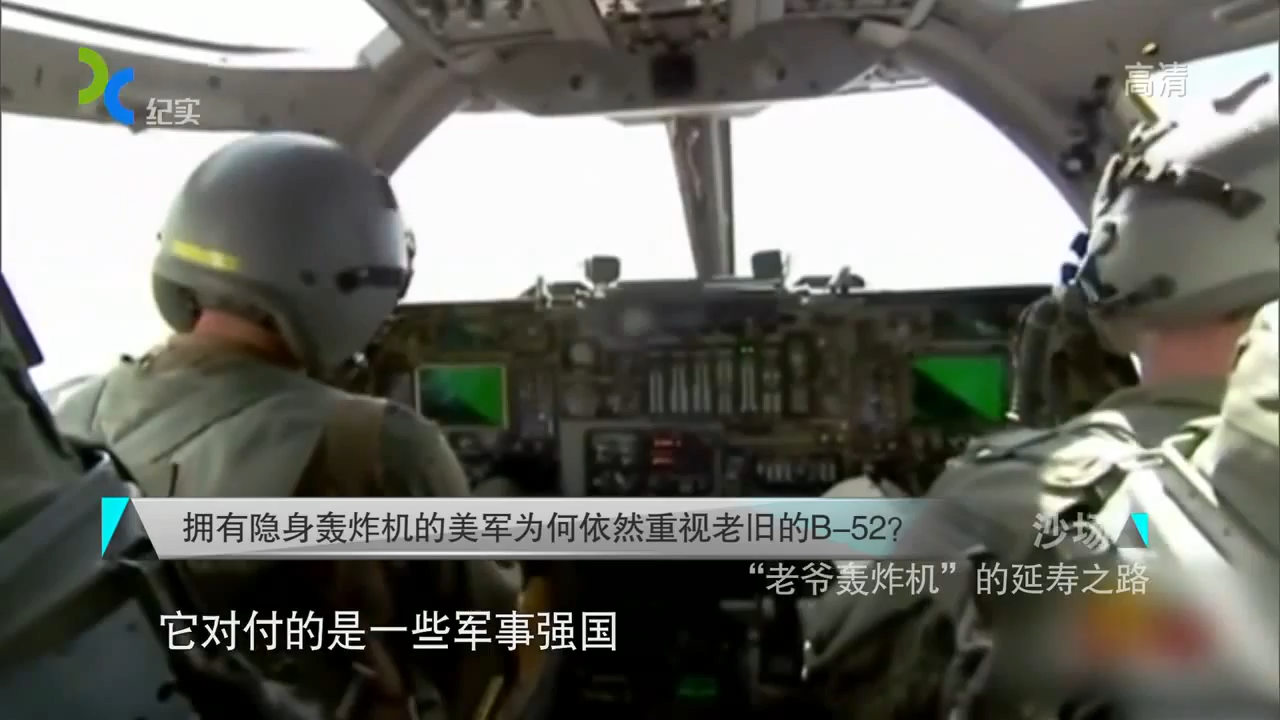 纪实
高清
拥有隐身轰炸机的美军为何依然重视老旧的B-52?
沙场
“老爷轰炸机”的延寿之路
它对付的是一些军事强国